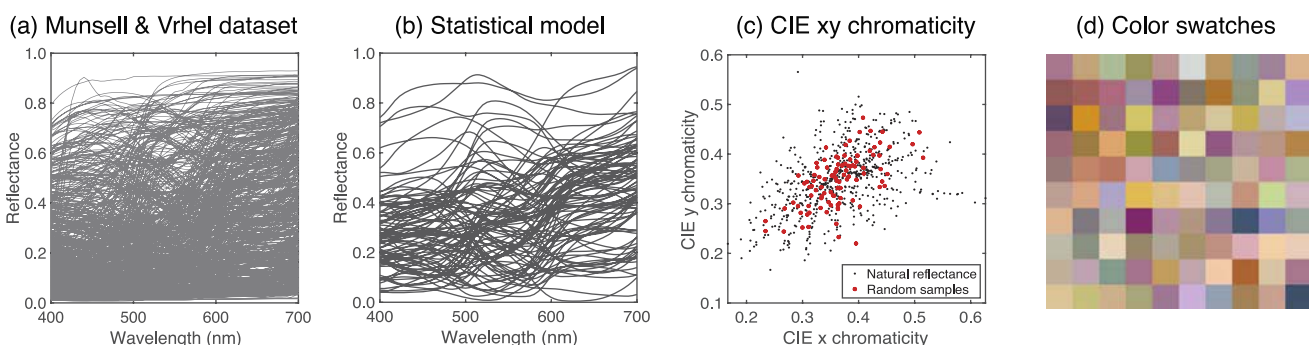 (a) Munsell & Vrhel dataset
1.0
0.8
0.6
0.4
0.2
0.0
Reflectance
400
500
600
700
Wavelength (nm)
(b) Statistical model
1.0
0.8
0.6
0.4
0.2
0.0
Reflectance
400
500
600
700
Wavelength (nm)
(c) CIE xy chromaticity
0.6
0.5
0.4
0.3
0.2
0.1
CIE y chromaticity
Natural reflectance
Random samples
0.2
0.3
0.4
0.5
0.6
CIE x chromaticity
(d) Color swatches